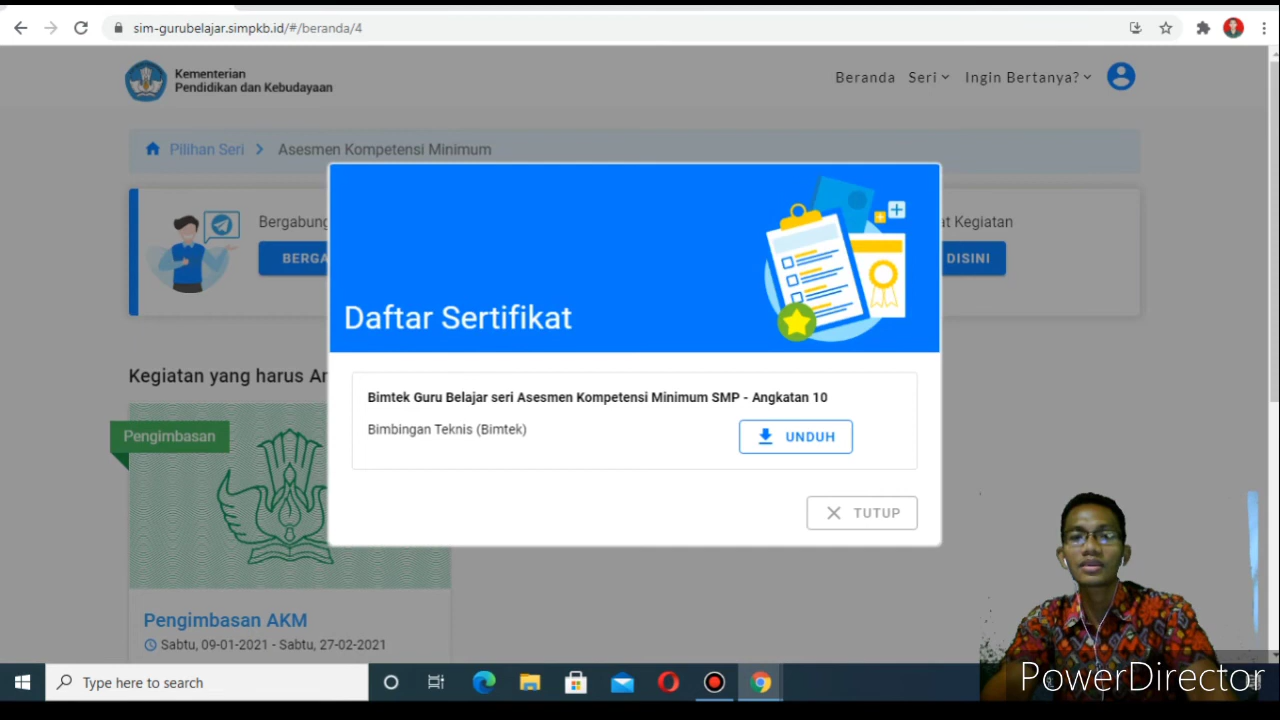 sim-gurubelajar.simpkb.id/#/beranda/4
Kementerian
Pendidikan dan Kebudayaan
Beranda Seri Ingin Bertanya?
Pilihan Seri Asesmen Kompetensi Minimum
Bergabung
BERGA
at Kegiatan
DISINI
Daftar Sertifikat
Bimtek Guru Belajar seri Asesmen Kompetensi Minimum SMP - Angkatan 10
Bimbingan Teknis (Bimtek)
UNDUH
TUTUP
Kegiatan yang harus An
Pengimbasan
Pengimbasan AKM
Sabtu, 09-01-2021 - Sabtu, 27-02-2021
Type here to search
PowerDirector